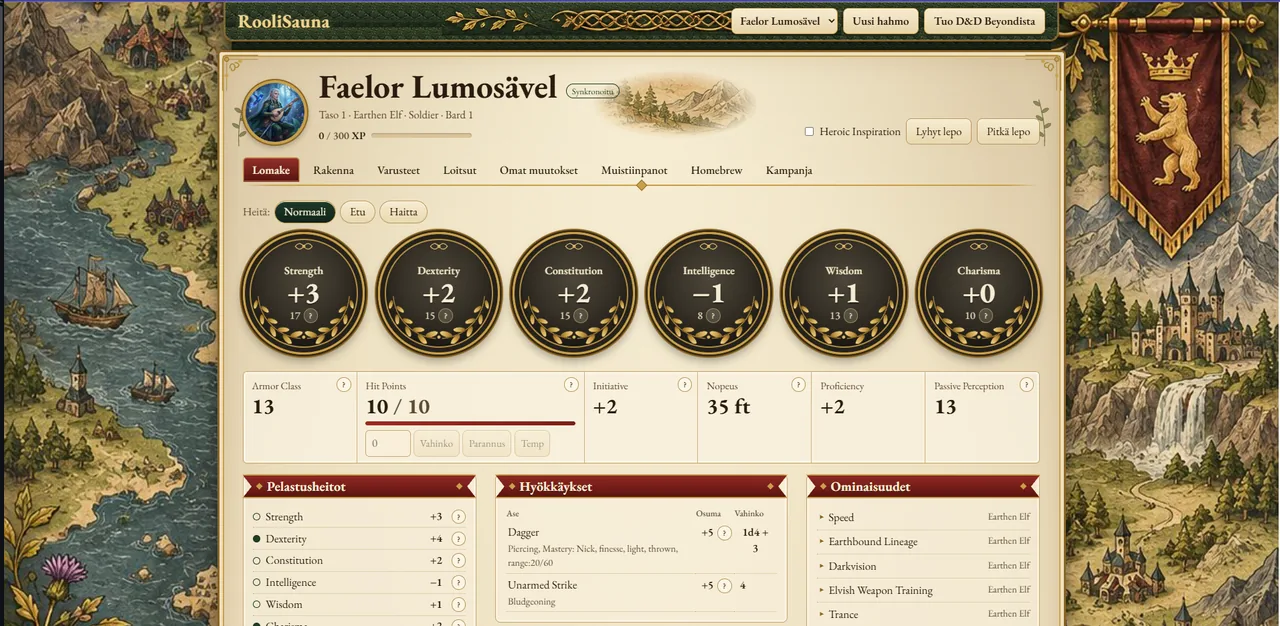 RooliSauna
Faelor Lumosävel
Uusi hahmo
Tuo D&D Beyondista
Faelor Lumosävel
Synkronoitu
Taso 1 · Earthen Elf · Soldier · Bard 1
0 / 300 XP
Heroic Inspiration
Lyhyt lepo
Pitkä lepo
Lomake
Rakenna
Varusteet
Loitsut
Omat muutokset
Muistiinpanot
Homebrew
Kampanja
Heitä:
Normaali
Etu
Haitta
Strength
+3
17 ?
Dexterity
+2
15 ?
Constitution
+2
15 ?
Intelligence
−1
8 ?
Wisdom
+1
13 ?
Charisma
+0
10 ?
Armor Class ?
13
Hit Points ?
10 / 10
0
Vahinko
Parannus
Temp
Initiative ?
+2
Nopeus ?
35 ft
Proficiency
+2
Passive Perception ?
13
Pelastusheitot
Strength +3 ?
Dexterity +4 ?
Constitution +2 ?
Intelligence −1 ?
Wisdom +1 ?
Hyökkäykset
Ase Osuma Vahinko
Dagger +5 ? 1d4 +
3
Piercing, Mastery: Nick, finesse, light, thrown,
range:20/60
Unarmed Strike +5 ? 4
Bludgeoning
Ominaisuudet
Speed Earthen Elf
Earthbound Lineage Earthen Elf
Darkvision Earthen Elf
Elvish Weapon Training Earthen Elf
Trance Earthen Elf